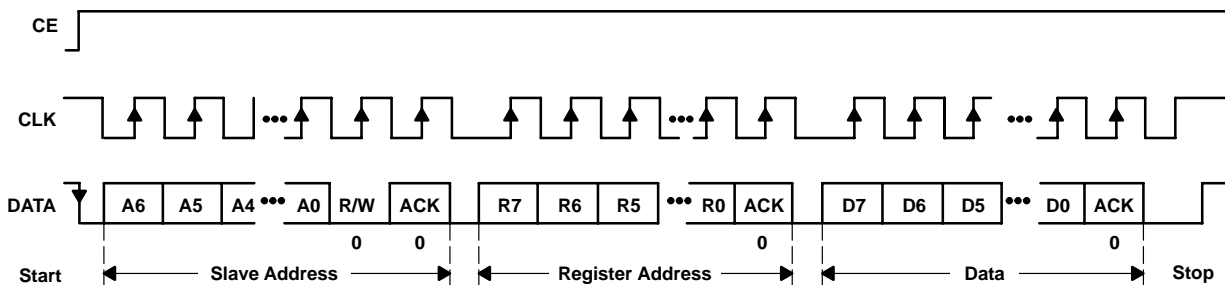 CE
CLK
DATA A6 A5 A4 ••• A0 R/W ACK R7 R6 R5 ••• R0 ACK D7 D6 D5 ••• D0 ACK
0 0 0 0
Start Slave Address Register Address Data Stop